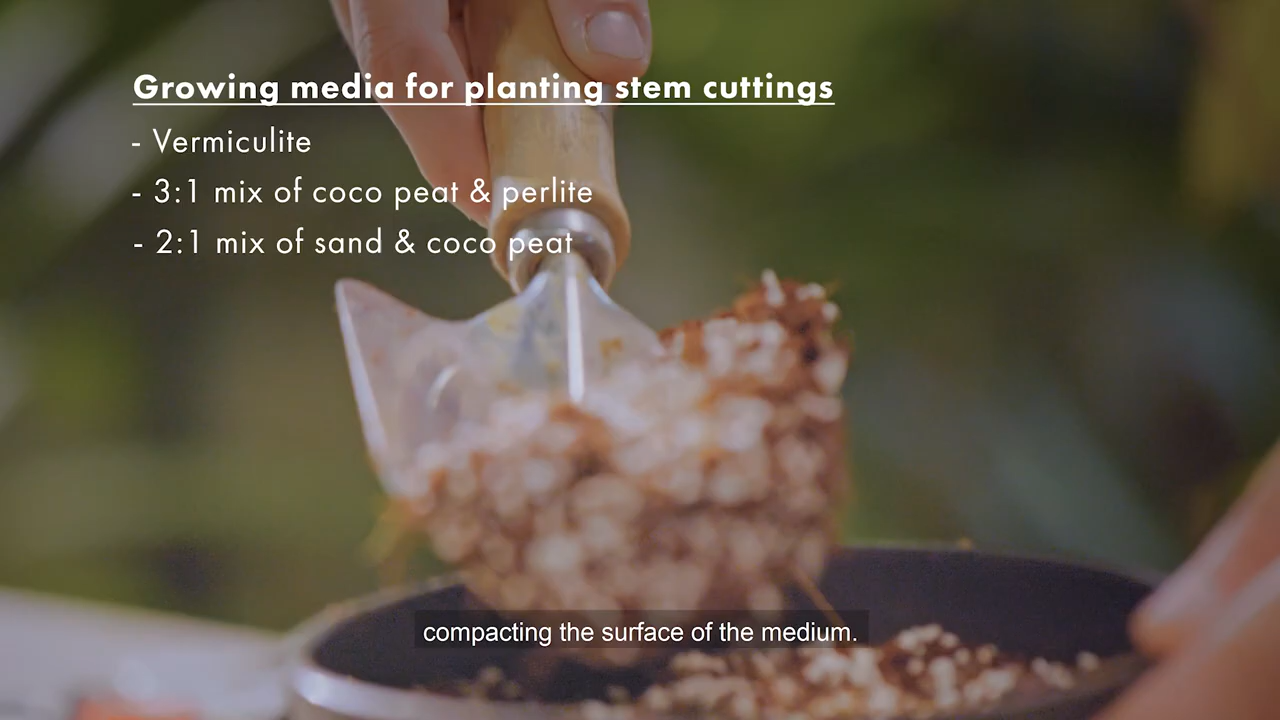 Growing media for planting stem cuttings
- Vermiculite
- 3:1 mix of coco peat & perlite
- 2:1 mix of sand & coco peat
compacting the surface of the medium.